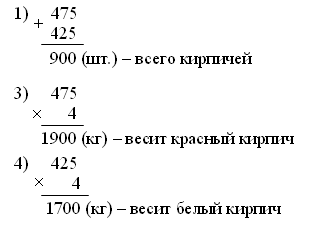 1) 475
+ 425
900 (шт.) – всего кирпичей
3) 475
× 4
1900 (кг) – весит красный кирпич
4) 425
× 4
1700 (кг) – весит белый кирпич